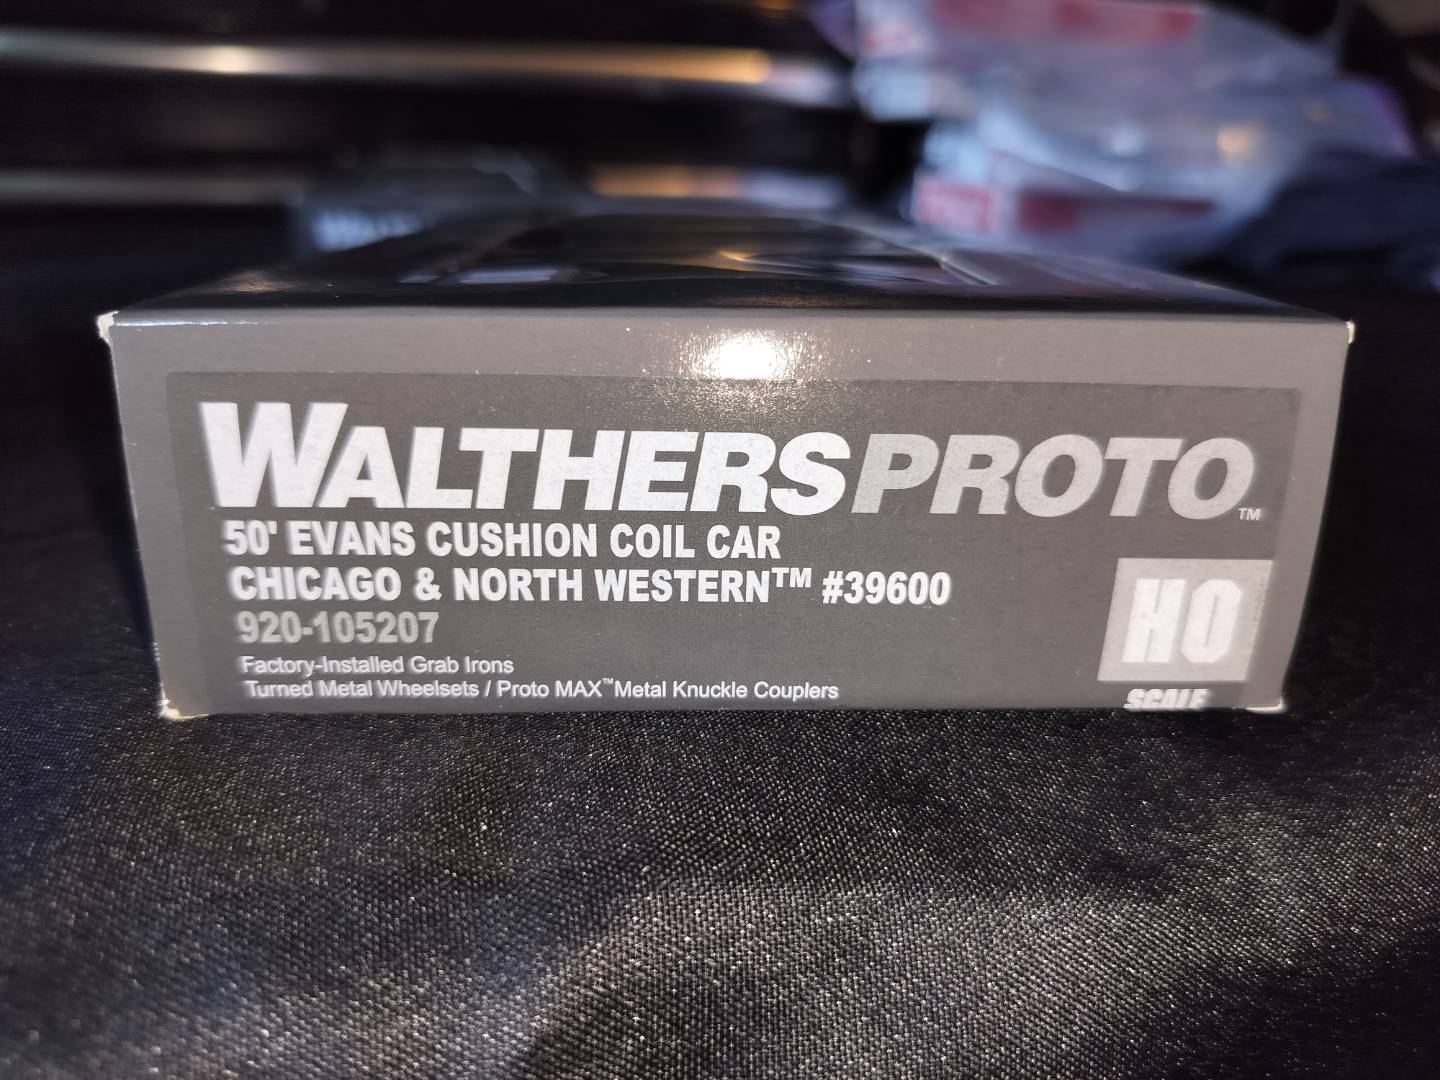 WALTHERSPROTO™
50' EVANS CUSHION COIL CAR
CHICAGO & NORTH WESTERN™ #39600
920-105207
Factory-Installed Grab Irons
Turned Metal Wheelsets / Proto MAX™ Metal Knuckle Couplers
HO
SCALE